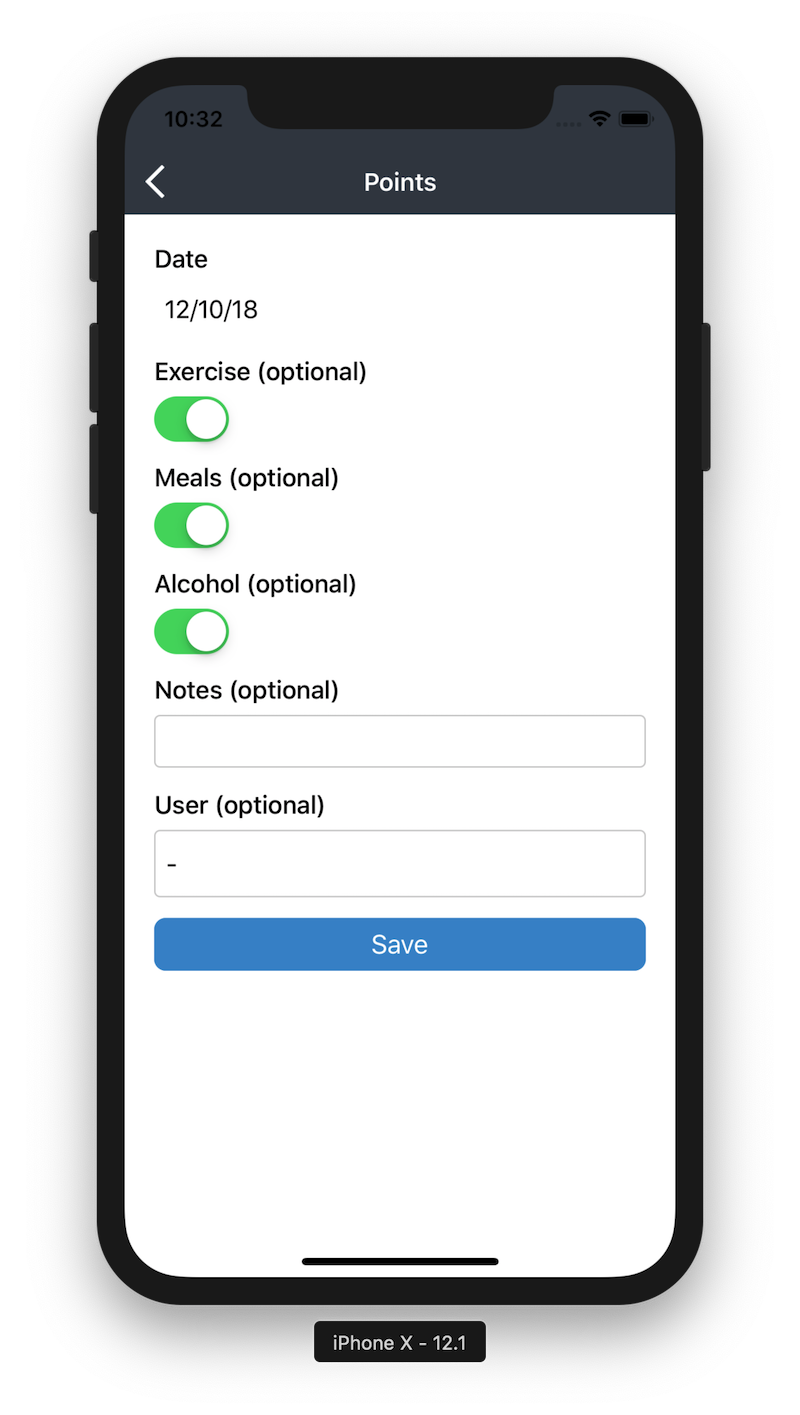 10:32
Points
Date
12/10/18
Exercise (optional)
Meals (optional)
Alcohol (optional)
Notes (optional)
User (optional)
-
Save
iPhone X - 12.1